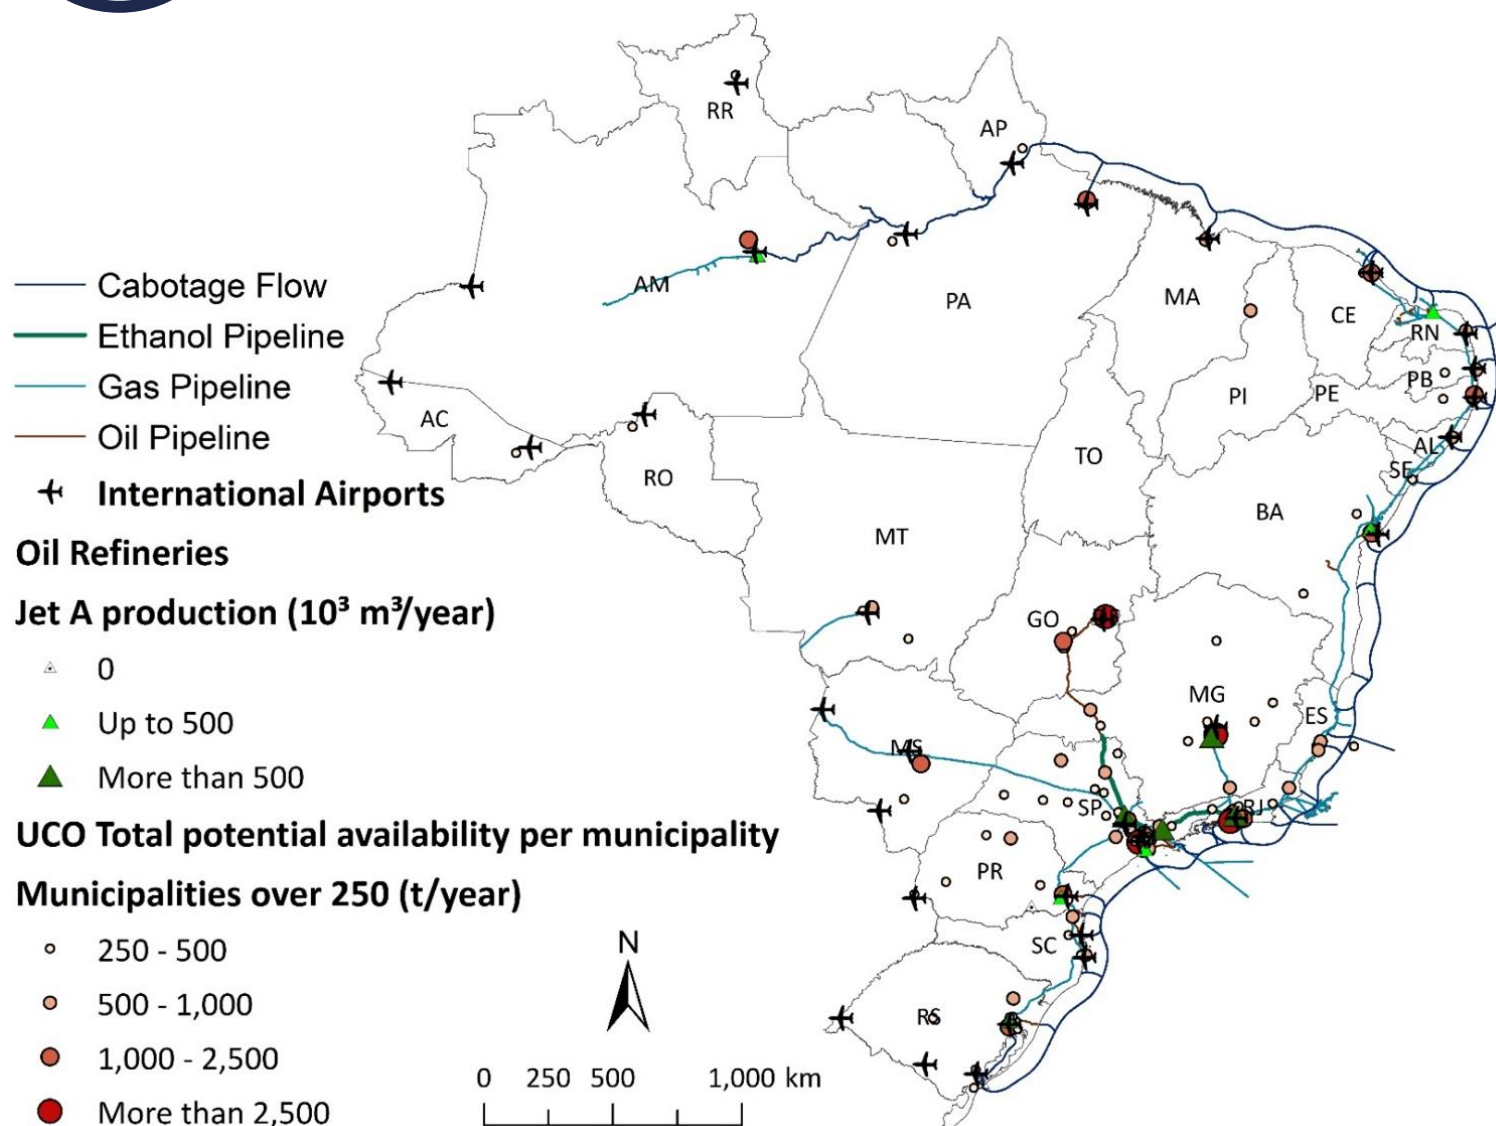 RR
AP
Cabotage Flow
Ethanol Pipeline
Gas Pipeline
Oil Pipeline
International Airports
Oil Refineries
Jet A production (10³ m³/year)
0
Up to 500
More than 500
UCO Total potential availability per municipality
Municipalities over 250 (t/year)
250 - 500
500 - 1,000
1,000 - 2,500
More than 2,500
AM
PA
MA
CE
RN
PB
PI
PE
AC
AL
TO
SE
RO
BA
MT
GO
MG
ES
MS
SP
RJ
PR
SC
RS
N
0 250 500 1,000 km